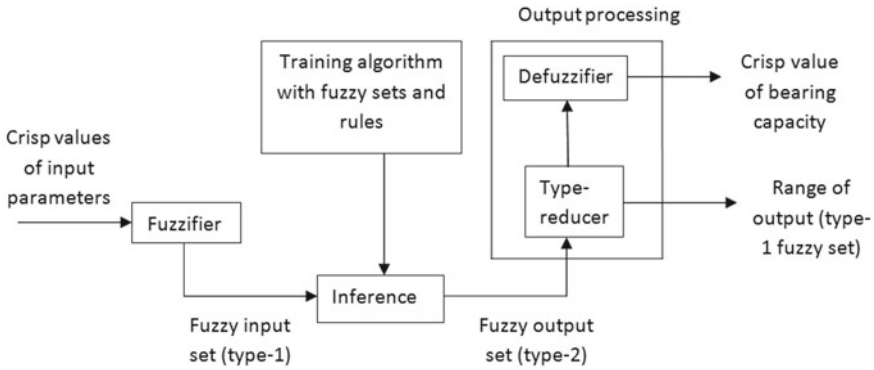 Output processing
Training algorithm
with fuzzy sets and
rules
Defuzzifier
Crisp value
of bearing
capacity
Crisp values
of input
parameters
Fuzzifier
Type-
reducer
Range of
output (type-
1 fuzzy set)
Inference
Fuzzy input
set (type-1)
Fuzzy output
set (type-2)